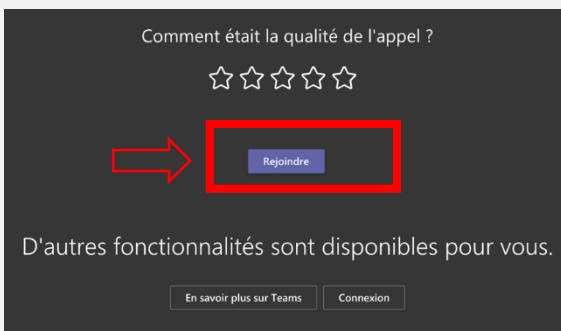 Comment était la qualité de l'appel ?
Rejoindre
D'autres fonctionnalités sont disponibles pour vous.
En savoir plus sur Teams Connexion